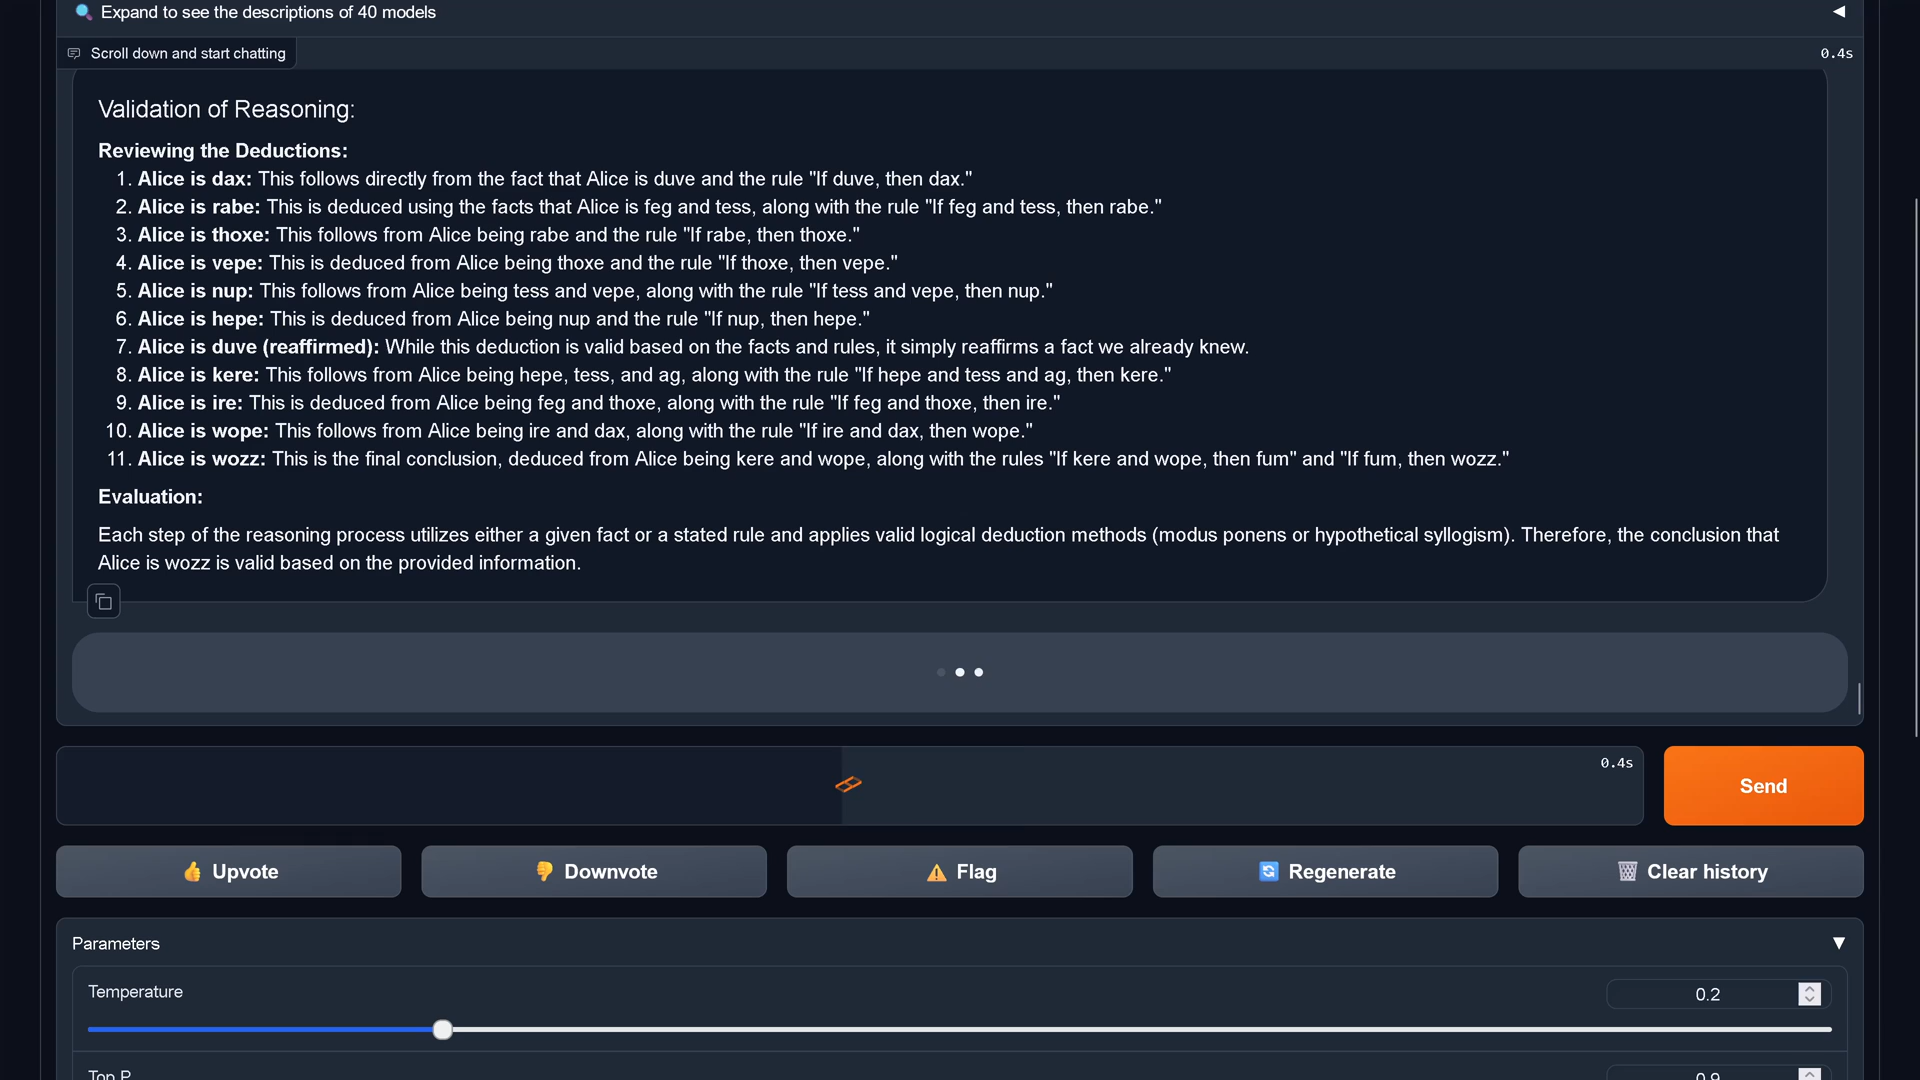 Expand to see the descriptions of 40 models
Scroll down and start chatting
0.4s
Validation of Reasoning:
Reviewing the Deductions:
1. Alice is dax: This follows directly from the fact that Alice is duve and the rule "If duve, then dax."
2. Alice is rabe: This is deduced using the facts that Alice is feg and tess, along with the rule "If feg and tess, then rabe."
3. Alice is thoxe: This follows from Alice being rabe and the rule "If rabe, then thoxe."
4. Alice is vepe: This is deduced from Alice being thoxe and the rule "If thoxe, then vepe."
5. Alice is nup: This follows from Alice being tess and vepe, along with the rule "If tess and vepe, then nup."
6. Alice is hepe: This is deduced from Alice being nup and the rule "If nup, then hepe."
7. Alice is duve (reaffirmed): While this deduction is valid based on the facts and rules, it simply reaffirms a fact we already knew.
8. Alice is kere: This follows from Alice being hepe, tess, and ag, along with the rule "If hepe and tess and ag, then kere."
9. Alice is ire: This is deduced from Alice being feg and thoxe, along with the rule "If feg and thoxe, then ire."
10. Alice is wope: This follows from Alice being ire and dax, along with the rule "If ire and dax, then wope."
11. Alice is wozz: This is the final conclusion, deduced from Alice being kere and wope, along with the rules "If kere and wope, then fum" and "If fum, then wozz."
Evaluation:
Each step of the reasoning process utilizes either a given fact or a stated rule and applies valid logical deduction methods (modus ponens or hypothetical syllogism). Therefore, the conclusion that
Alice is wozz is valid based on the provided information.
0.4s
Send
Upvote
Downvote
Flag
Regenerate
Clear history
Parameters
Temperature
0.2
Top P
0.9